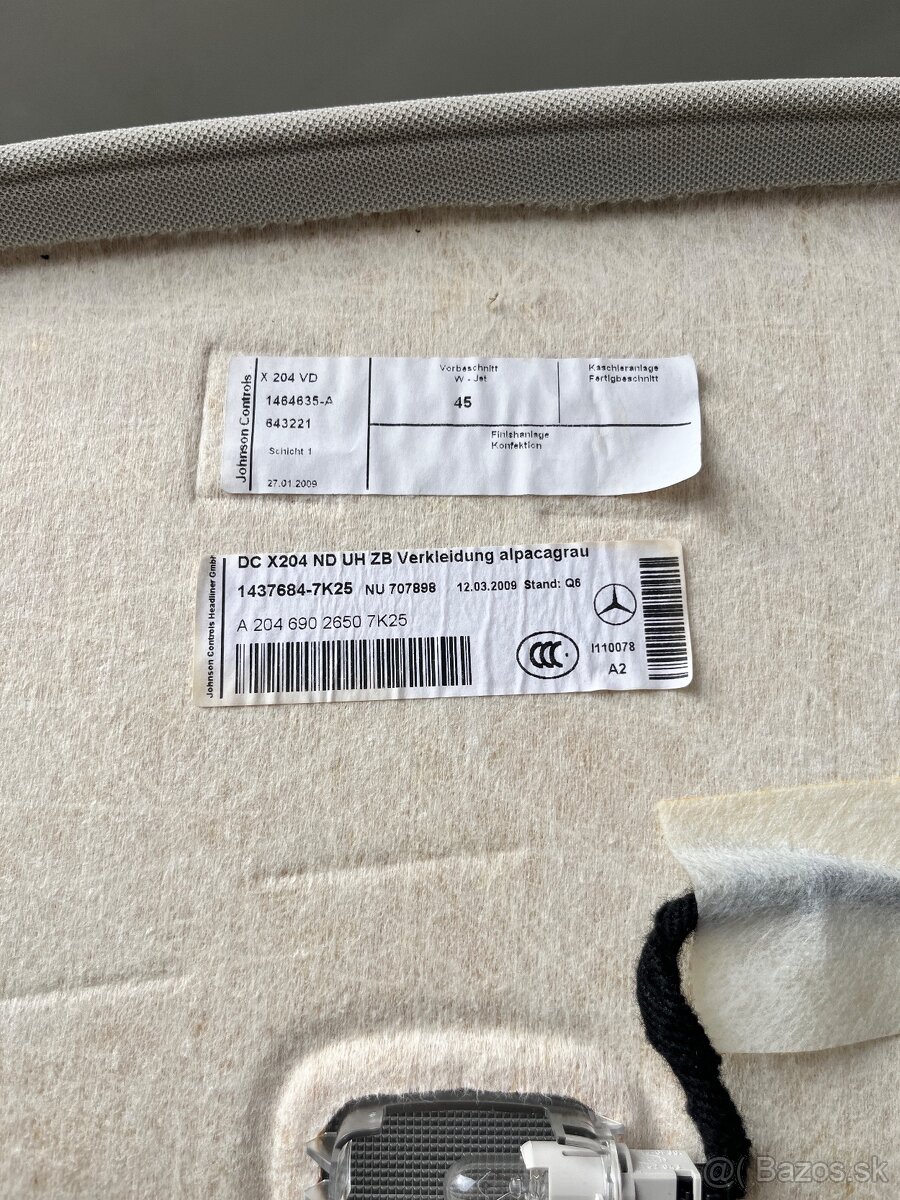 Johnson Controls
X 204 VD
1464635-A
643221
Schicht 1
27.01.2009
Vorbeschnitt
W - Jet
45
Kaschieranlage
Fertigbeschnitt
Finishanlage
Konfektion
Johnson Controls Headliner GmbH
DC X204 ND UH ZB Verkleidung alpacagrau
1437684-7K25 NU 707898 12.03.2009 Stand: Q6
A 204 690 2650 7K25
CCC
I110078
A2
@ Bazos.sk